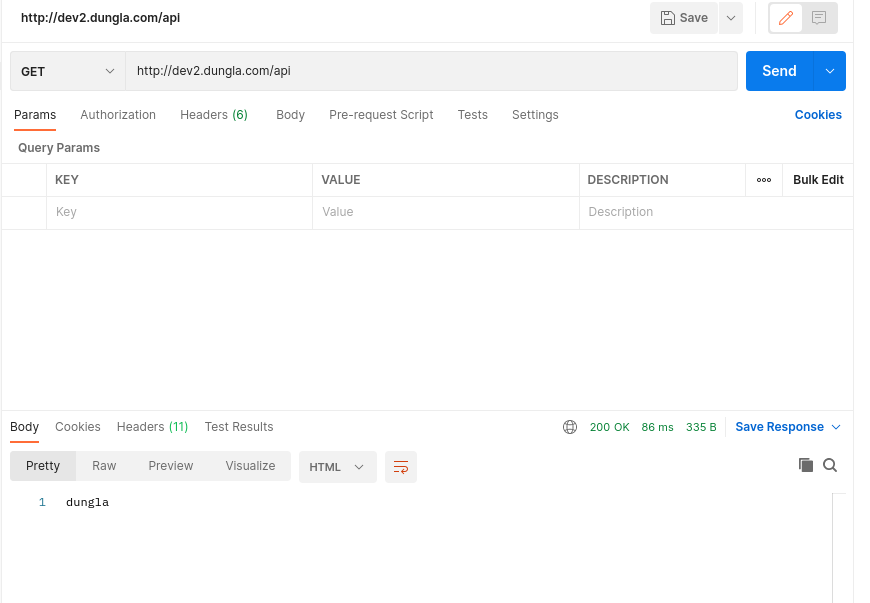 http://dev2.dungla.com/api
Save
GET
http://dev2.dungla.com/api
Send
Params Authorization Headers (6) Body Pre-request Script Tests Settings Cookies
Query Params
KEY VALUE DESCRIPTION ooo Bulk Edit
Key Value Description
Body Cookies Headers (11) Test Results 200 OK 86 ms 335 B Save Response
Pretty Raw Preview Visualize HTML
1 dungla